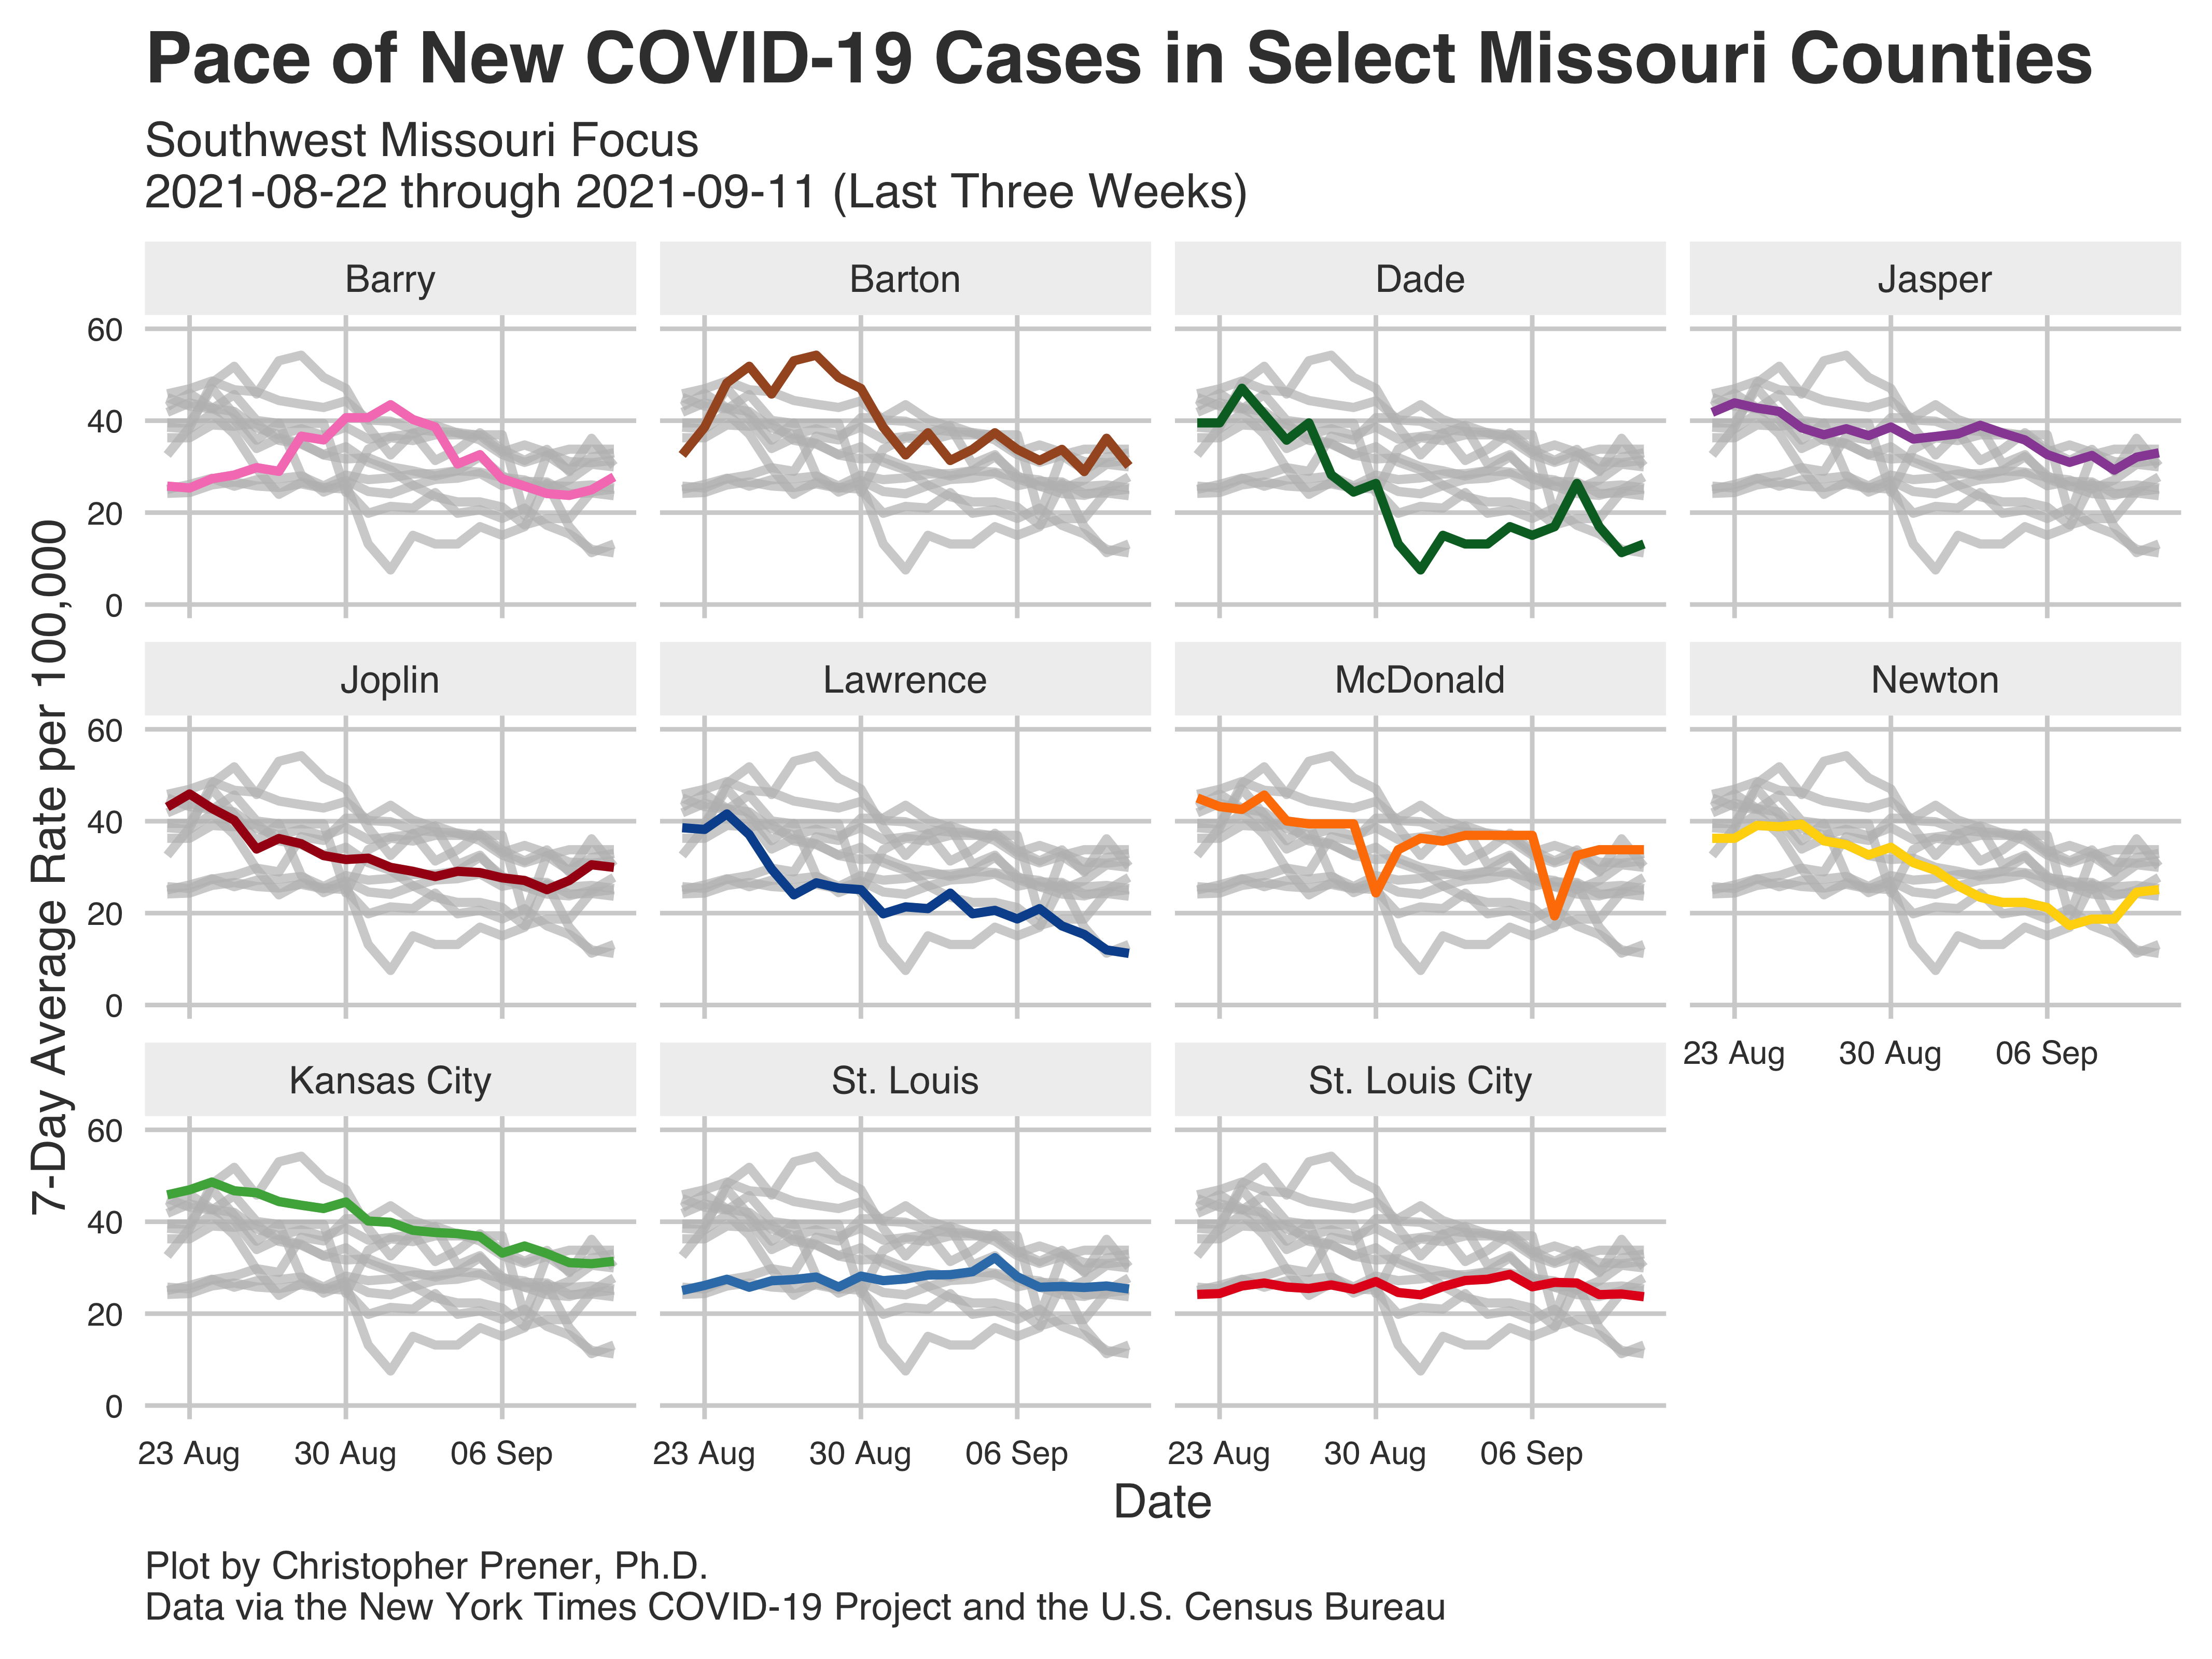 Pace of New COVID-19 Cases in Select Missouri Counties
Southwest Missouri Focus
2021-08-22 through 2021-09-11 (Last Three Weeks)
7-Day Average Rate per 100,000
Barry
Barton
Dade
Jasper
60
40
20
0
Joplin
Lawrence
McDonald
Newton
60
40
20
0
23 Aug
30 Aug
06 Sep
Kansas City
St. Louis
St. Louis City
60
40
20
0
23 Aug
30 Aug
06 Sep
23 Aug
30 Aug
06 Sep
23 Aug
30 Aug
06 Sep
Date
Plot by Christopher Prener, Ph.D.
Data via the New York Times COVID-19 Project and the U.S. Census Bureau